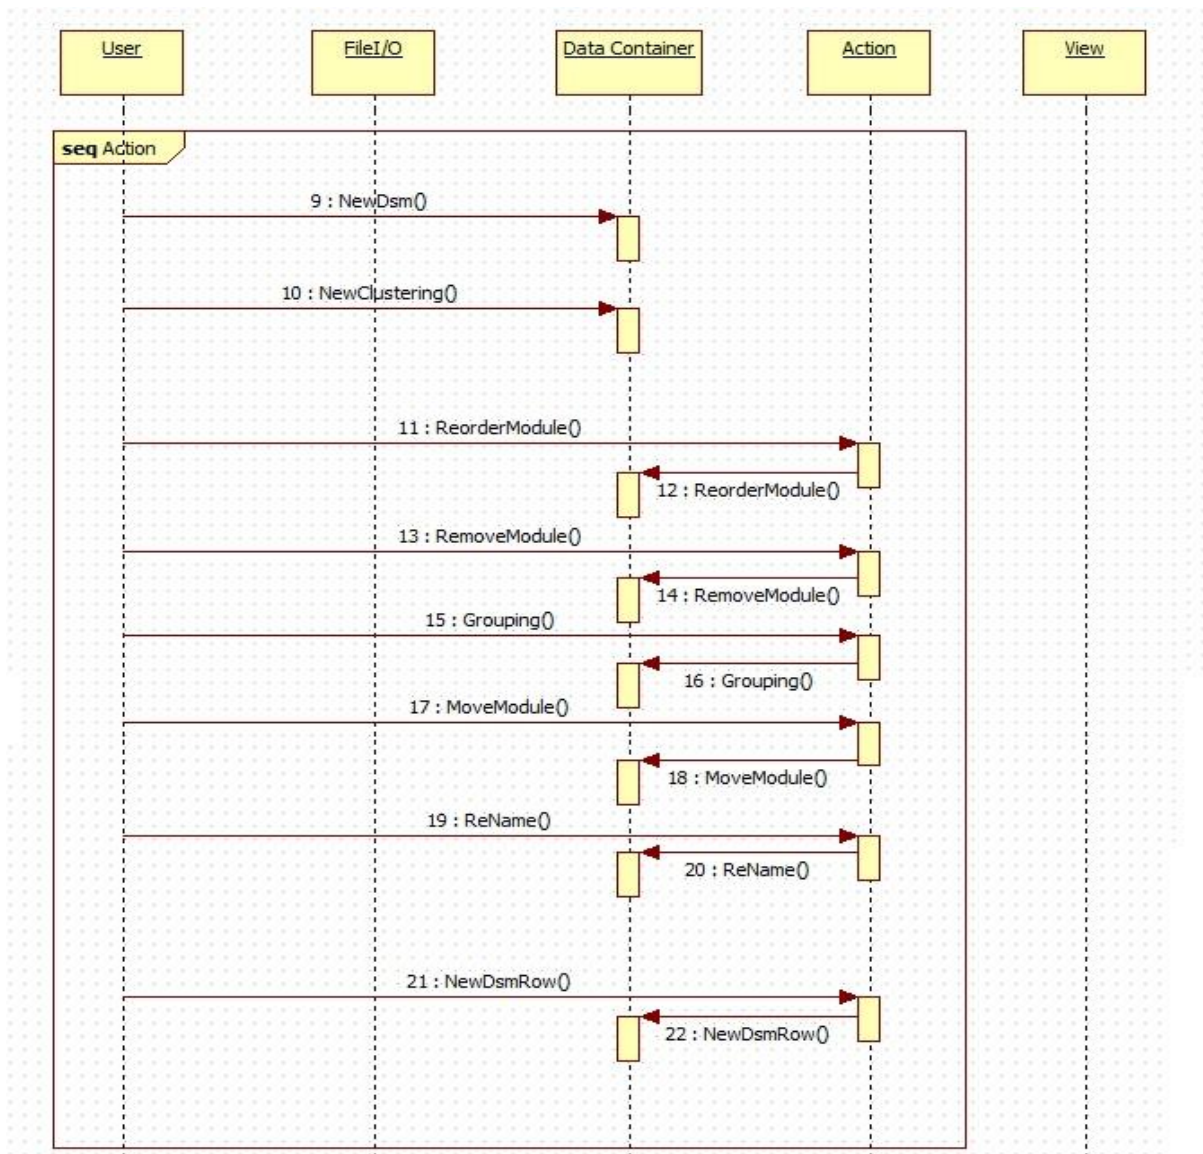 User
FileI/O
Data Container
Action
View
seq Action
9 : NewDsm()
10 : NewClustering()
11 : ReorderModule()
12 : ReorderModule()
13 : RemoveModule()
14 : RemoveModule()
15 : Grouping()
16 : Grouping()
17 : MoveModule()
18 : MoveModule()
19 : ReName()
20 : ReName()
21 : NewDsmRow()
22 : NewDsmRow()